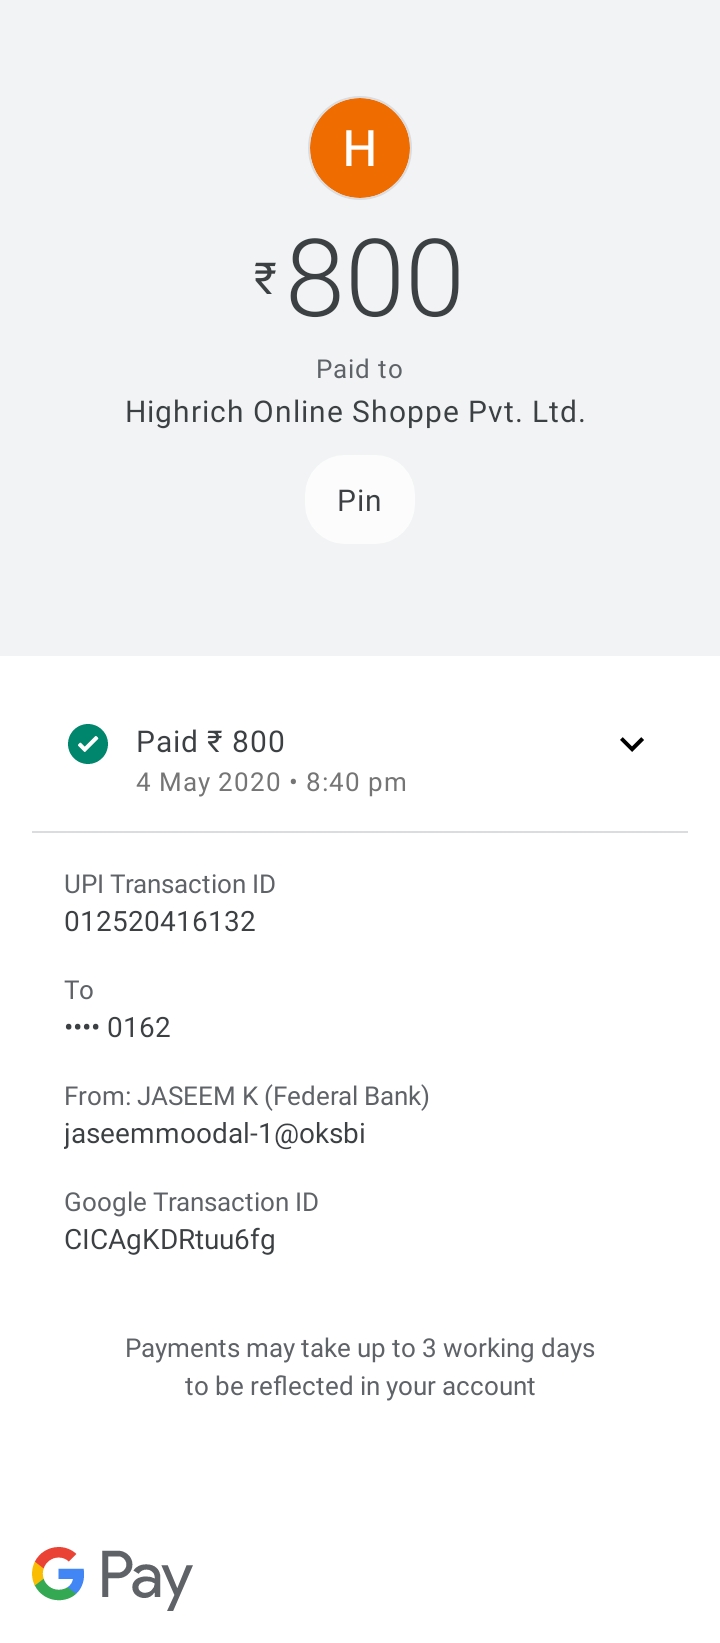 H
₹800
Paid to
Highrich Online Shoppe Pvt. Ltd.
Pin
Paid ₹ 800
4 May 2020 • 8:40 pm
UPI Transaction ID
012520416132
To
•••• 0162
From: JASEEM K (Federal Bank)
jaseemmoodal-1@oksbi
Google Transaction ID
CICAgKDRtuu6fg
Payments may take up to 3 working days
to be reflected in your account
G Pay